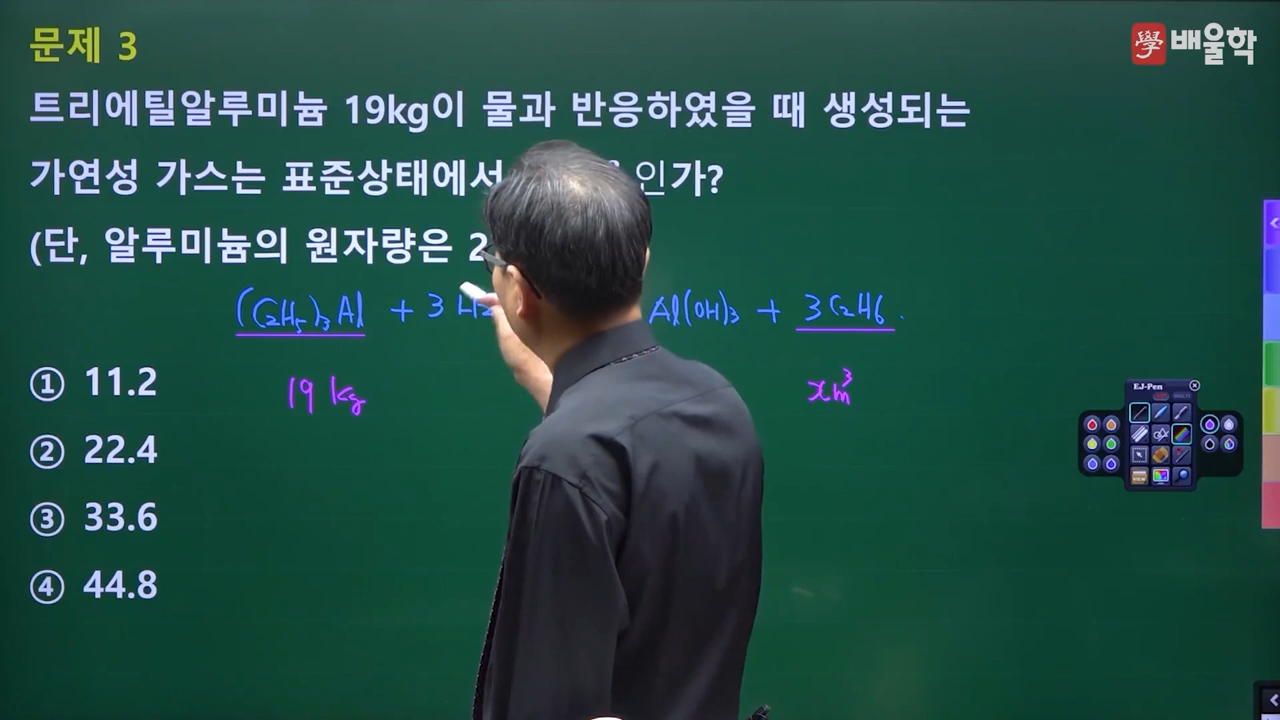 문제 3
學 배울학
트리에틸알루미늄 19kg이 물과 반응하였을 때 생성되는
가연성 가스는 표준상태에서 인가?
(단, 알루미늄의 원자량은 2
(C₂H₅)₃Al + 3 H₂ Al(OH)₃ + 3C₂H₆.
19 kg xm³
① 11.2
② 22.4
③ 33.6
④ 44.8
EJ-Pen